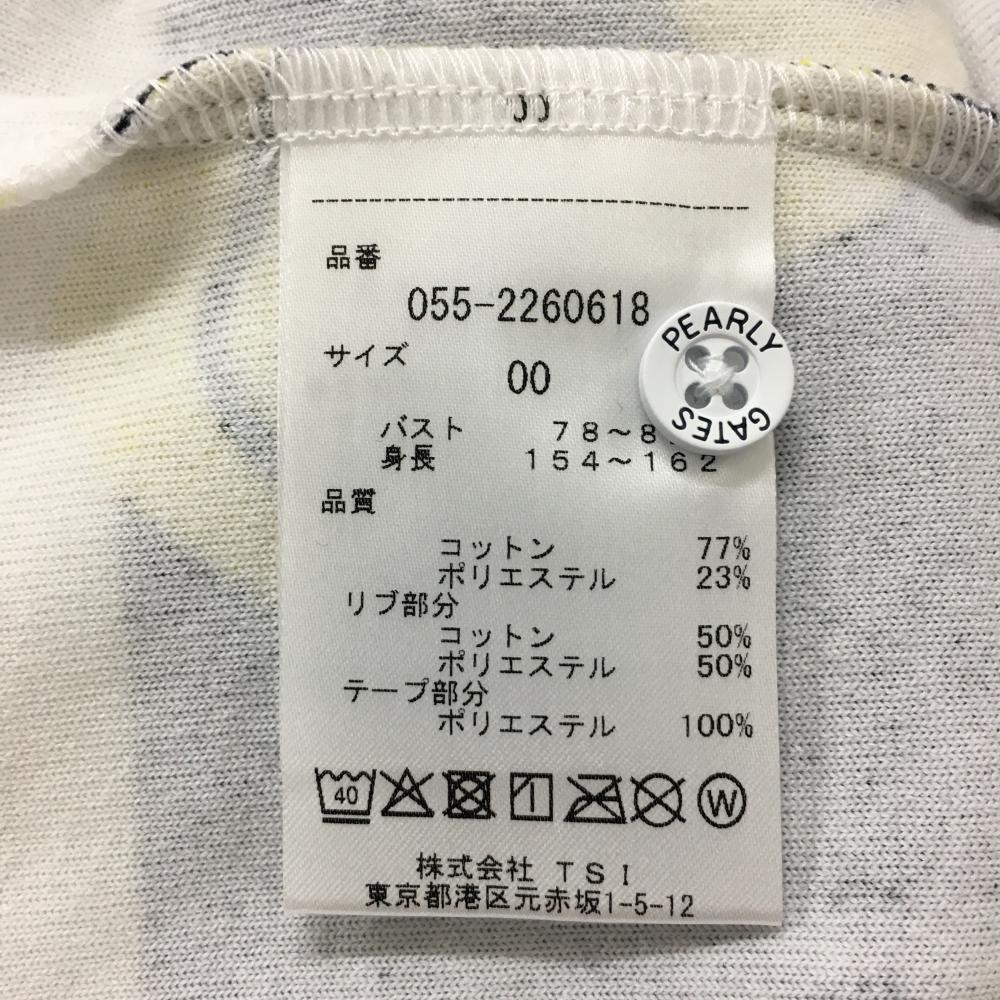 品番
055-2260618
サイズ
00
PEARLY
GATES
バスト 78~8
身長 154~162
品質
コットン 77%
ポリエステル 23%
リブ部分
コットン 50%
ポリエステル 50%
テープ部分
ポリエステル 100%
40
W
株式会社 TSI
東京都港区元赤坂1-5-12